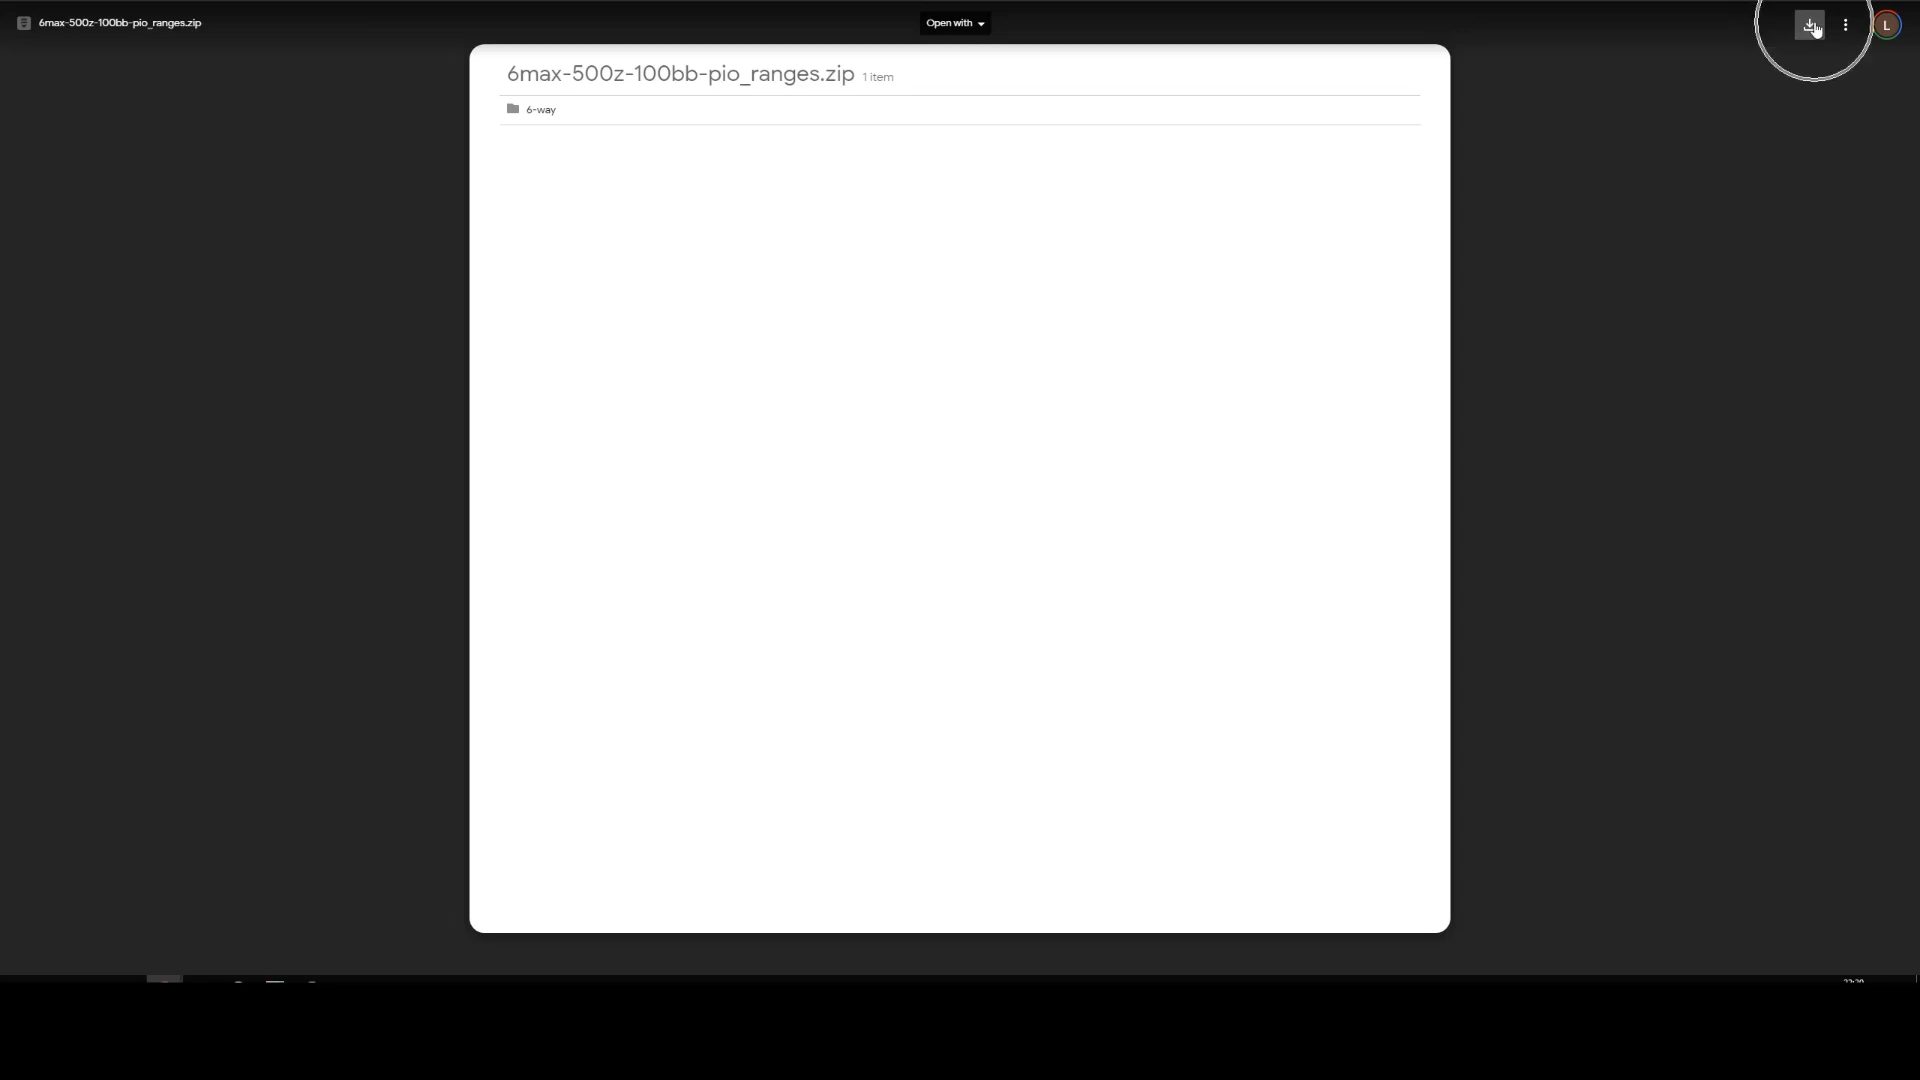 6max-500z-100bb-pio_ranges.zip
Open with
L
6max-500z-100bb-pio_ranges.zip 1 item
6-way